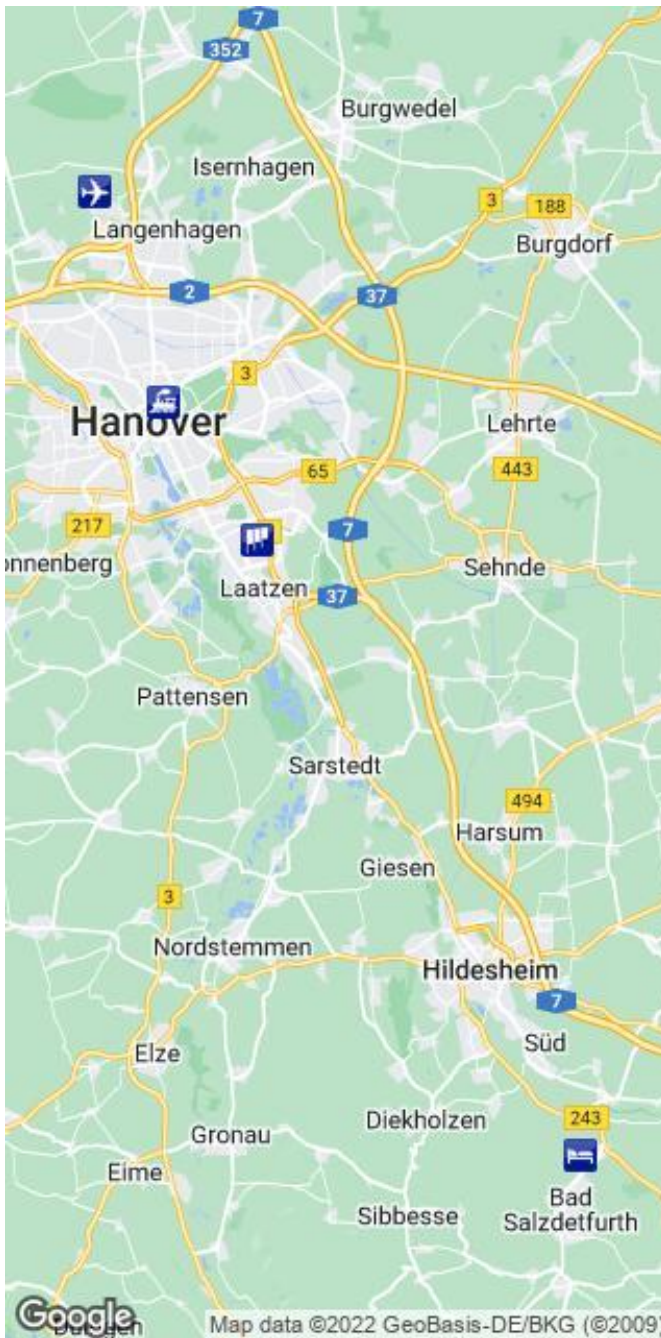 7
352
Burgwedel
Isernhagen
3
188
Langenhagen
Burgdorf
2
37
3
Hanover
Lehrte
65
443
217
7
onnenberg
Sehnde
Laatzen
37
Pattensen
Sarstedt
494
Harsum
Giesen
3
Nordstemmen
Hildesheim
7
Süd
Elze
243
Diekholzen
Gronau
Eime
Bad
Salzdetfurth
Sibbesse
Google
Map data ©2022 GeoBasis-DE/BKG (©2009